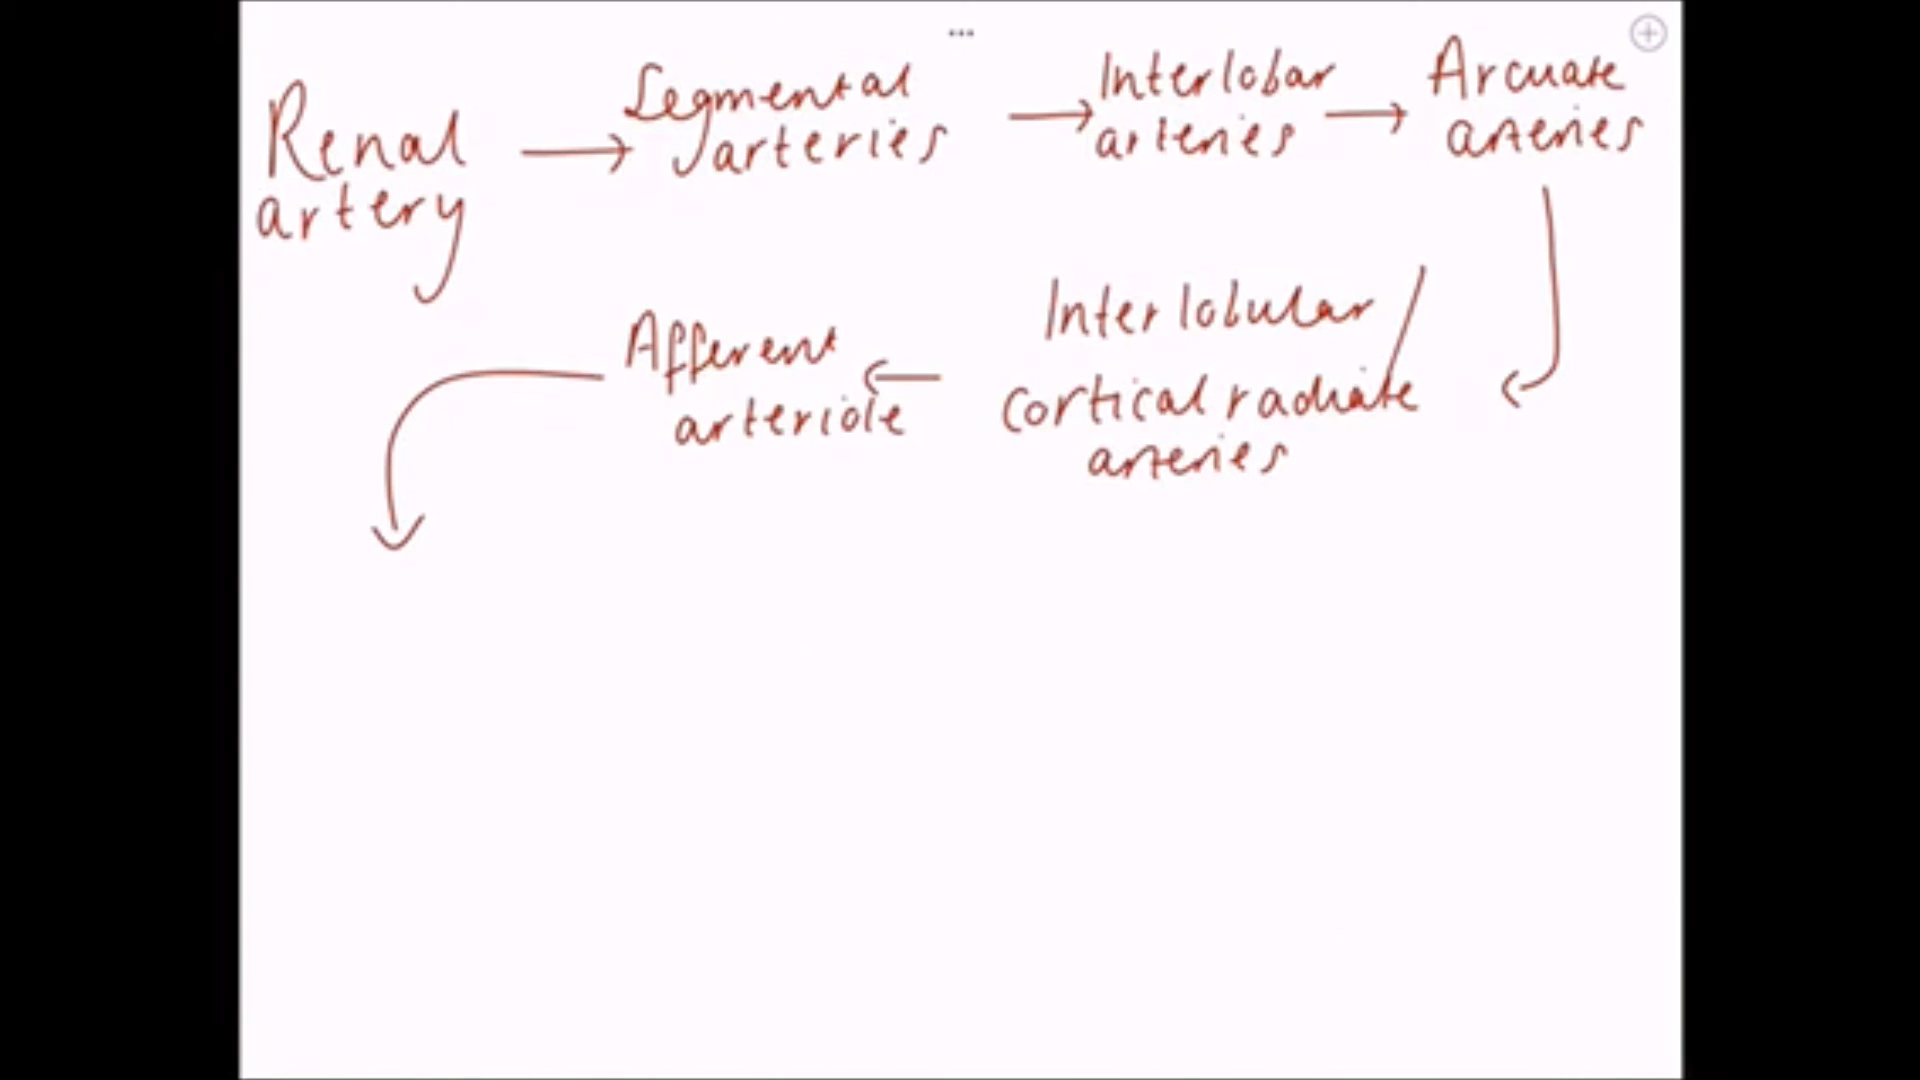 Renal
artery
Segmental
arteries
Interlobar
arteries
Arcuate
arteries
Interlobular /
cortical radiate
arteries
Afferent
arteriole